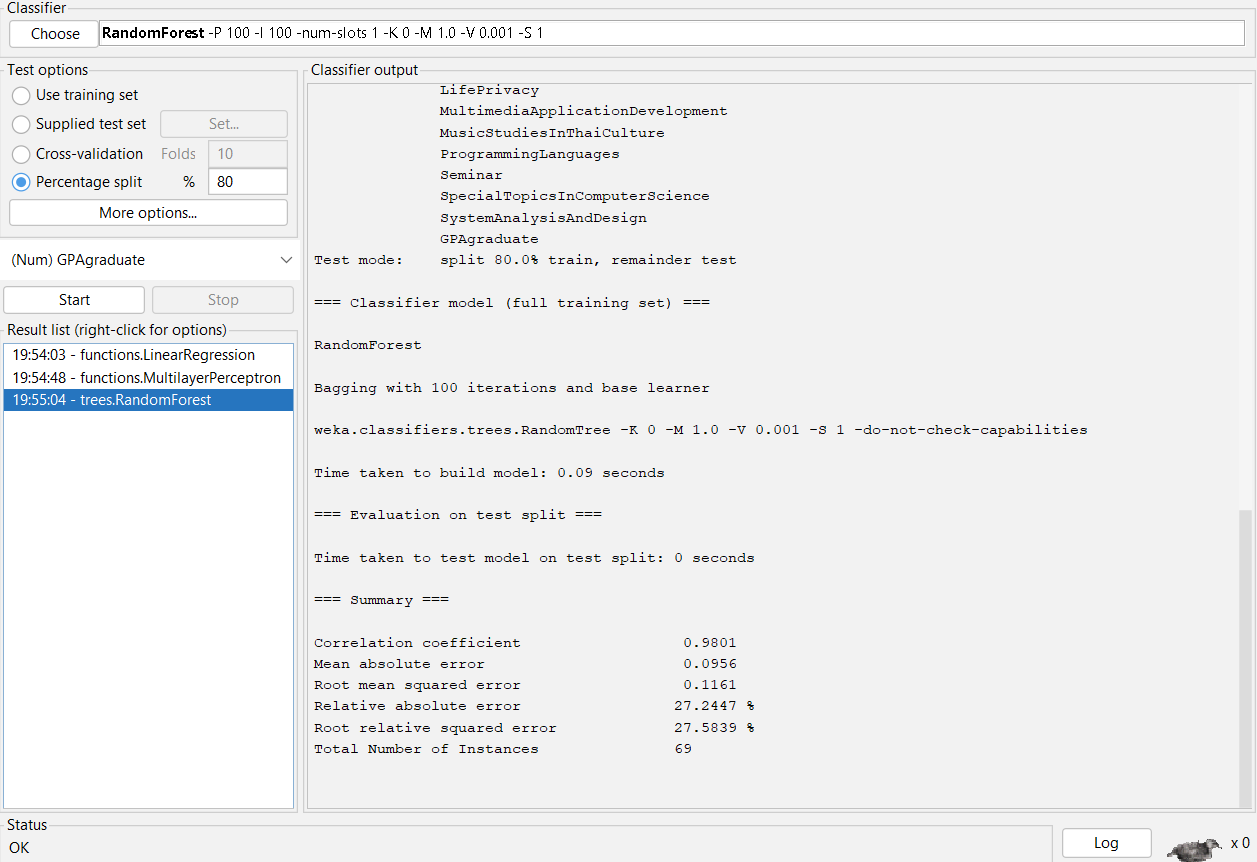 Classifier
Choose RandomForest -P 100 -I 100 -num-slots 1 -K 0 -M 1.0 -V 0.001 -S 1
Test options
Use training set
Supplied test set Set...
Cross-validation Folds 10
Percentage split % 80
More options...
(Num) GPAgraduate
Start Stop
Result list (right-click for options)
19:54:03 - functions.LinearRegression
19:54:48 - functions.MultilayerPerceptron
19:55:04 - trees.RandomForest
Classifier output
LifePrivacy
MultimediaApplicationDevelopment
MusicStudiesInThaiCulture
ProgrammingLanguages
Seminar
SpecialTopicsInComputerScience
SystemAnalysisAndDesign
GPAgraduate
Test mode: split 80.0% train, remainder test
=== Classifier model (full training set) ===
RandomForest
Bagging with 100 iterations and base learner
weka.classifiers.trees.RandomTree -K 0 -M 1.0 -V 0.001 -S 1 -do-not-check-capabilities
Time taken to build model: 0.09 seconds
=== Evaluation on test split ===
Time taken to test model on test split: 0 seconds
=== Summary ===
Correlation coefficient 0.9801
Mean absolute error 0.0956
Root mean squared error 0.1161
Relative absolute error 27.2447 %
Root relative squared error 27.5839 %
Total Number of Instances 69
Status
OK
Log x 0